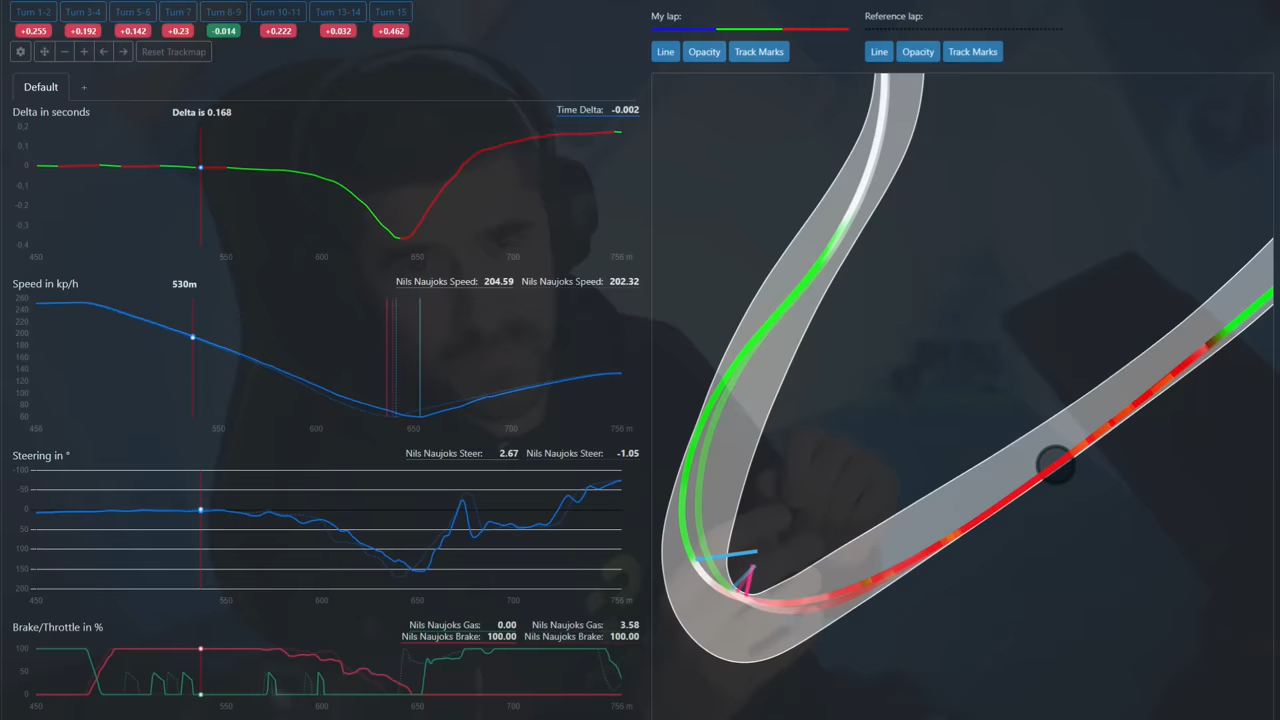 Turn 1-2 Turn 3-4 Turn 5-6 Turn 7 Turn 8-9 Turn 10-11 Turn 13-14 Turn 15
+0.255 +0.192 +0.142 +0.23 -0.014 +0.222 +0.032 +0.462
Reset Trackmap
Default +
Delta in seconds Delta is 0.168 Time Delta: -0.002
0,2
0,1
0
-0,1
-0,2
-0,3
-0,4
450 550 600 650 700 756 m
Speed in kp/h 530m Nils Naujoks Speed: 204.59 Nils Naujoks Speed: 202.32
260
240
220
200
180
160
140
120
100
80
60
456 550 600 650 700 756 m
Steering in ° Nils Naujoks Steer: 2.67 Nils Naujoks Steer: -1.05
-100
-50
0
50
100
150
200
450 550 600 650 700 756 m
Brake/Throttle in % Nils Naujoks Gas: 0.00 Nils Naujoks Gas: 3.58
Nils Naujoks Brake: 100.00 Nils Naujoks Brake: 100.00
100
50
0
450 550 600 650 700 756 m
My lap: Reference lap:
Line Opacity Track Marks Line Opacity Track Marks